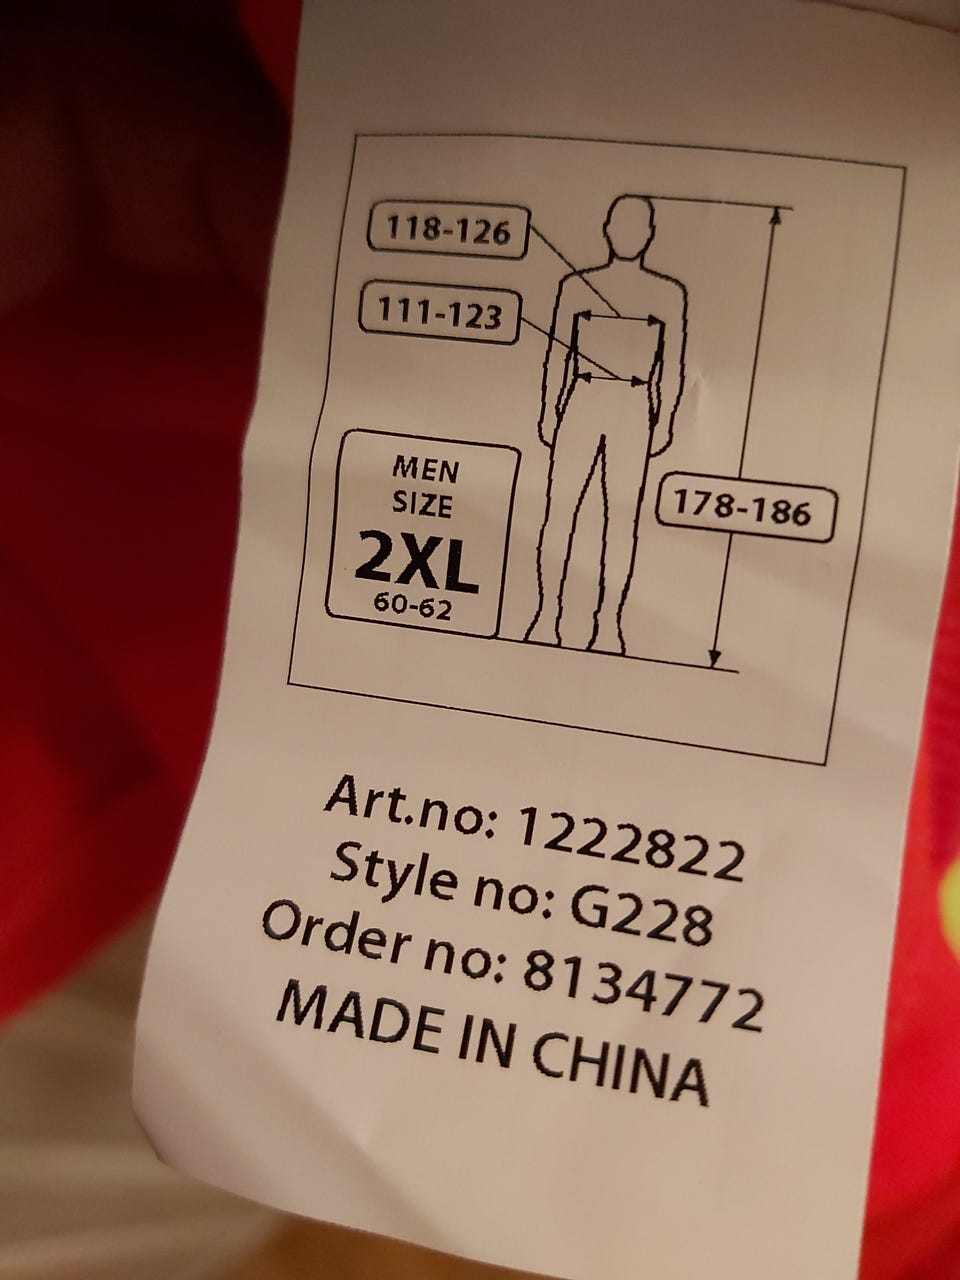 118-126
111-123
MEN
SIZE
2XL
60-62
178-186
Art.no: 1222822
Style no: G228
Order no: 8134772
MADE IN CHINA